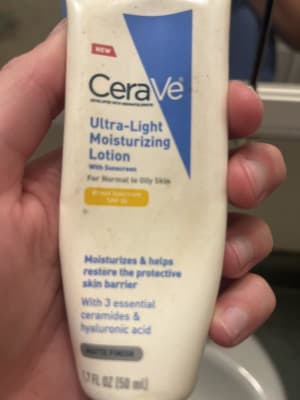 NEW
CeraVe
DEVELOPED WITH DERMATOLOGISTS
Ultra-Light
Moisturizing
Lotion
With Sunscreen
For Normal to Oily Skin
Broad Spectrum
SPF 30
Moisturizes & helps
restore the protective
skin barrier
With 3 essential
ceramides &
hyaluronic acid
MATTE FINISH
1.7 FL OZ (50 ml)